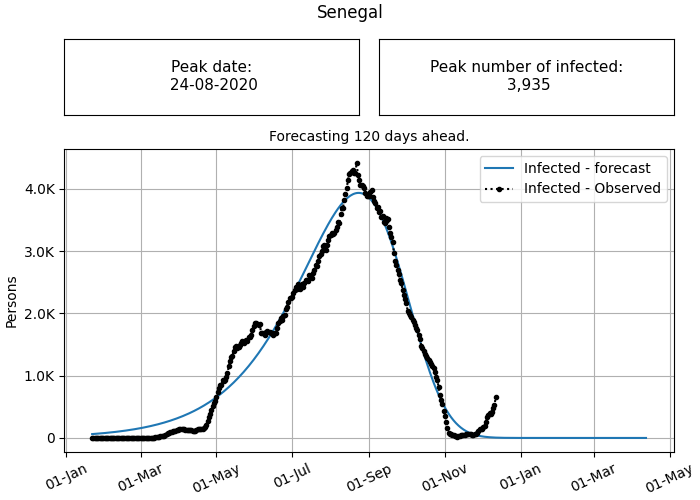 Senegal
Peak date:
24-08-2020
Peak number of infected:
3,935
Forecasting 120 days ahead.
Infected - forecast
Infected - Observed
4.0K
3.0K
2.0K
1.0K
0
Persons
01-Jan
01-Mar
01-May
01-Jul
01-Sep
01-Nov
01-Jan
01-Mar
01-May